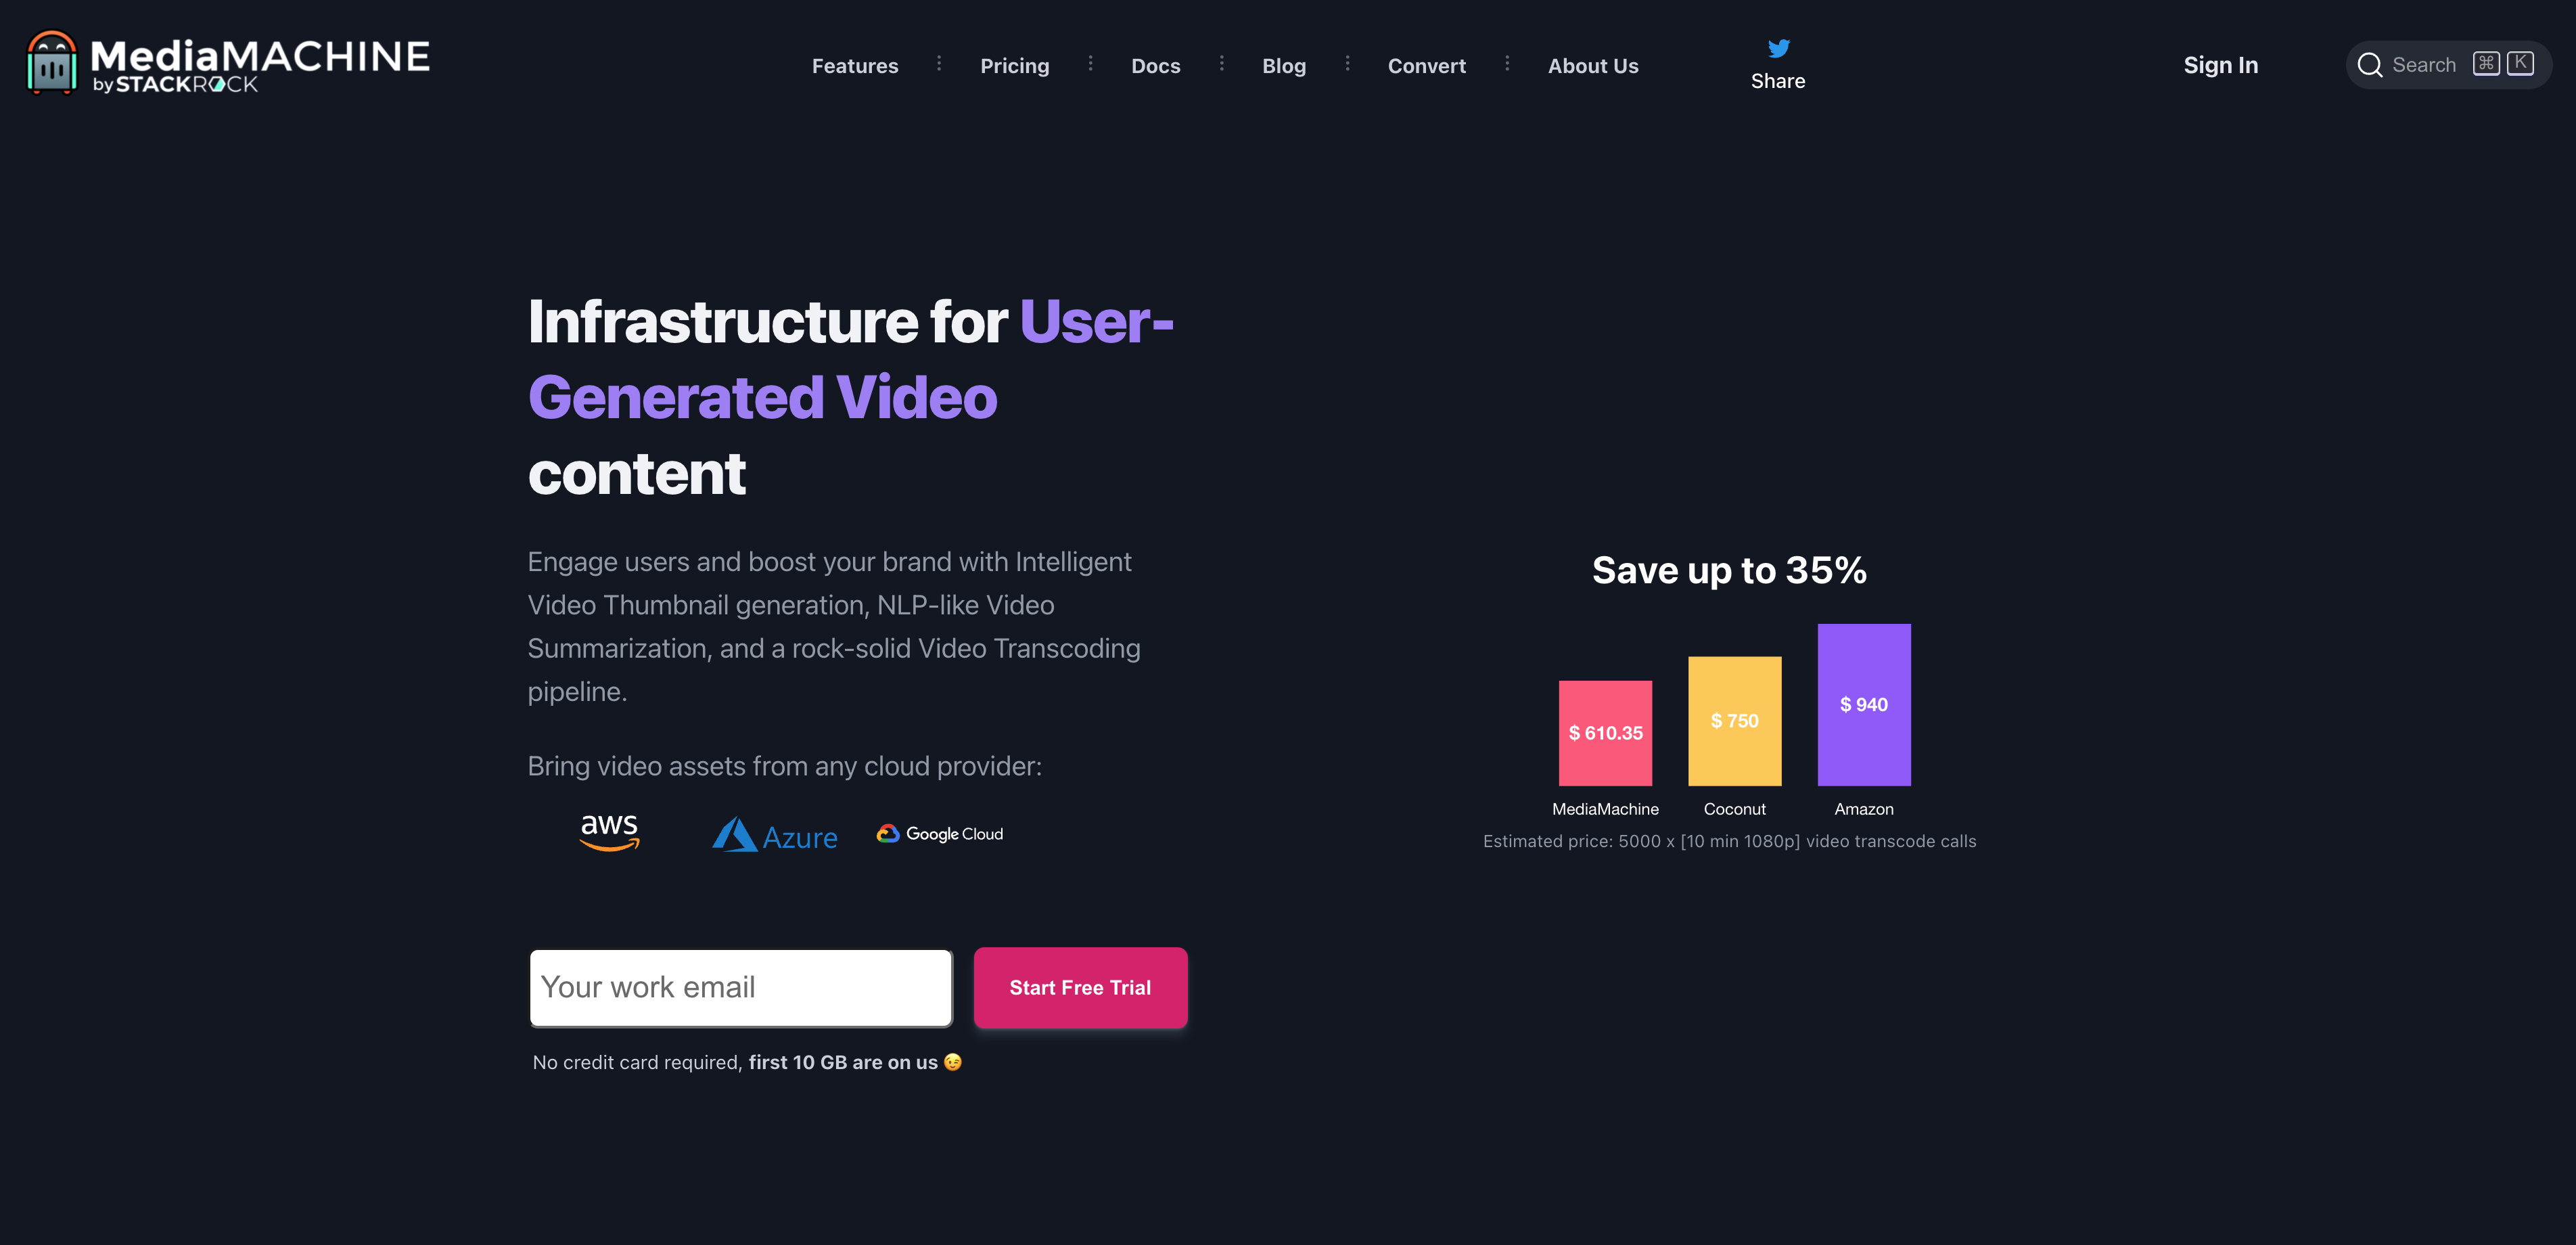 MediaMACHINE
by STACKROCK
Features
Pricing
Docs
Blog
Convert
About Us
Share
Sign In
Search ⌘ K
Infrastructure for User-
Generated Video
content
Engage users and boost your brand with Intelligent
Video Thumbnail generation, NLP-like Video
Summarization, and a rock-solid Video Transcoding
pipeline.
Bring video assets from any cloud provider:
aws
Azure
Google Cloud
Your work email
Start Free Trial
No credit card required, first 10 GB are on us 😉
Save up to 35%
$ 610.35
$ 750
$ 940
MediaMachine
Coconut
Amazon
Estimated price: 5000 x [10 min 1080p] video transcode calls